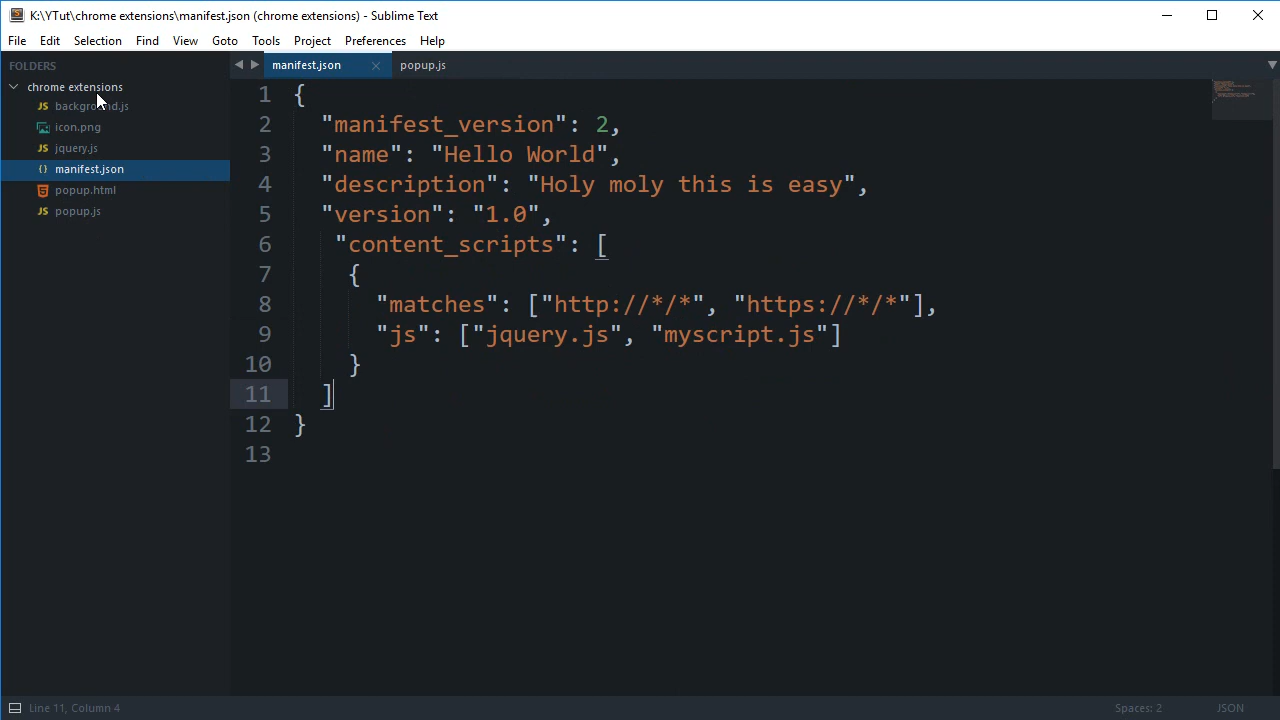 K:\YTut\chrome extensions\manifest.json (chrome extensions) - Sublime Text
File Edit Selection Find View Goto Tools Project Preferences Help
FOLDERS
chrome extensions
JS background.js
icon.png
JS jquery.js
{} manifest.json
popup.html
JS popup.js
manifest.json popup.js
1 {
2 "manifest_version": 2,
3 "name": "Hello World",
4 "description": "Holy moly this is easy",
5 "version": "1.0",
6 "content_scripts": [
7 {
8 "matches": ["http://*/*", "https://*/*"],
9 "js": ["jquery.js", "myscript.js"]
10 }
11 ]
12 }
13
Line 11, Column 4 Spaces: 2 JSON